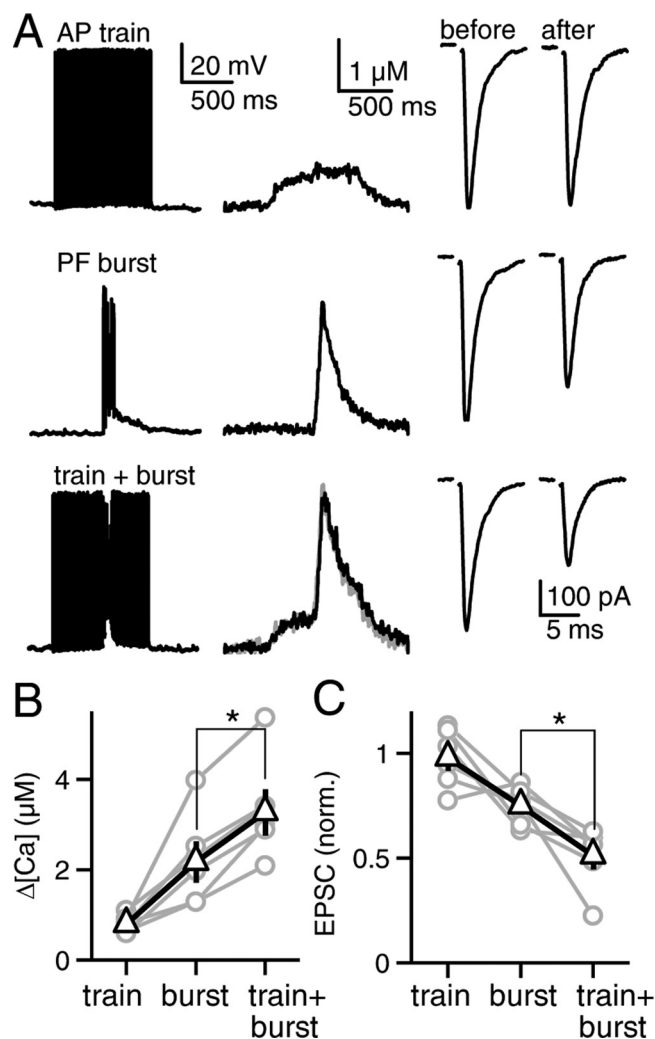 A
AP train
20 mV
500 ms
1 µM
500 ms
before
after
PF burst
train + burst
100 pA
5 ms
B
Δ[Ca] (µM)
4
2
0
*
train
burst
train+
burst
C
EPSC (norm.)
1
0.5
0
*
train
burst
train+
burst